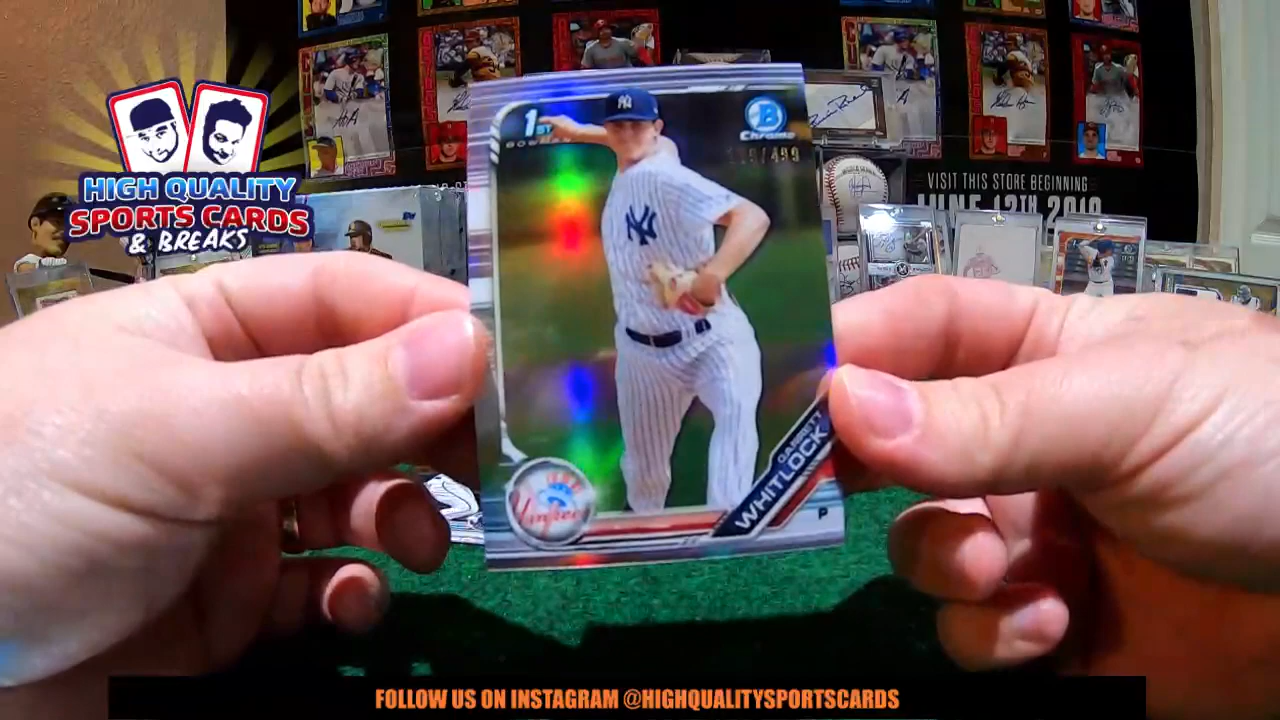 HIGH QUALITY
SPORTS CARDS
& BREAKS
1ST
BOWMAN
B
Chrome
/499
NY
NY
Yankees
GARRETT
WHITLOCK
P
VISIT THIS STORE BEGINNING
JUNE 12TH 2019
FOLLOW US ON INSTAGRAM @HIGHQUALITYSPORTSCARDS